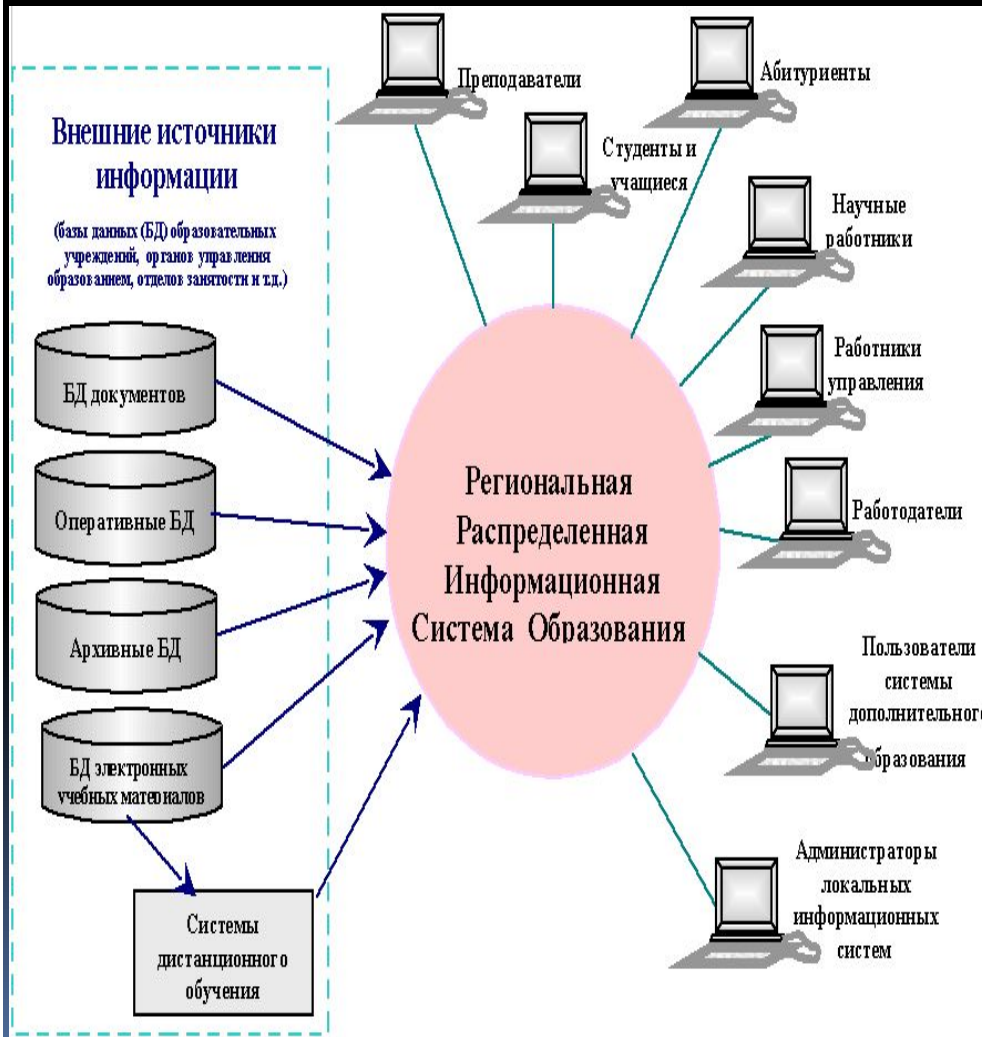 Внешние источники
информации
(базы данных (БД) образовательных
учреждений, органов управления
образованием, отделов занятости и т.д.)
БД документов
Оперативные БД
Архивные БД
БД электронных
учебных материалов
Системы
дистанционного
обучения
Региональная
Распределенная
Информационная
Система Образования
Преподаватели
Студенты и
учащиеся
Абитуриенты
Научные
работники
Работники
управления
Работодатели
Пользователи
системы
дополнительного
образования
Администраторы
локальных
информационных
систем